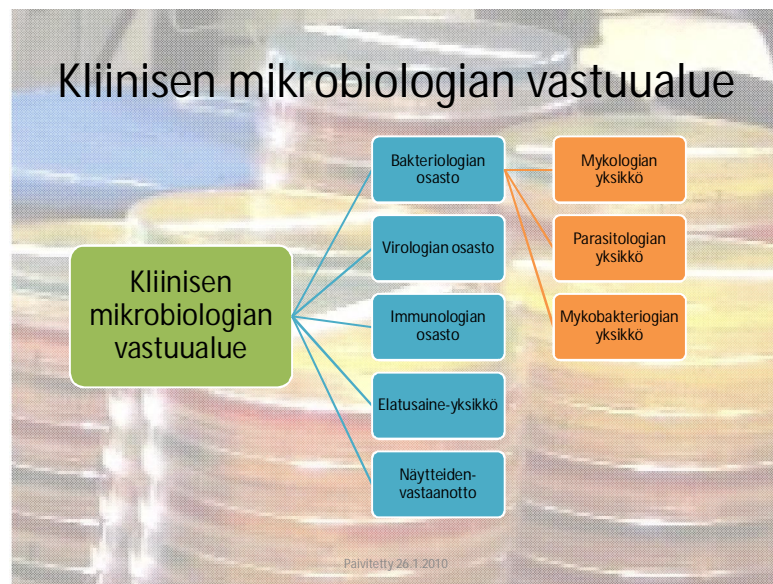 Kliinisen mikrobiologian vastuualue
Kliinisen
mikrobiologian
vastuualue
Bakteriologian
osasto
Virologian osasto
Immunologian
osasto
Elatusaine-yksikkö
Näytteiden-
vastaanotto
Mykologian
yksikkö
Parasitologian
yksikkö
Mykobakteriogian
yksikkö
Paivitetty 26.1.2010